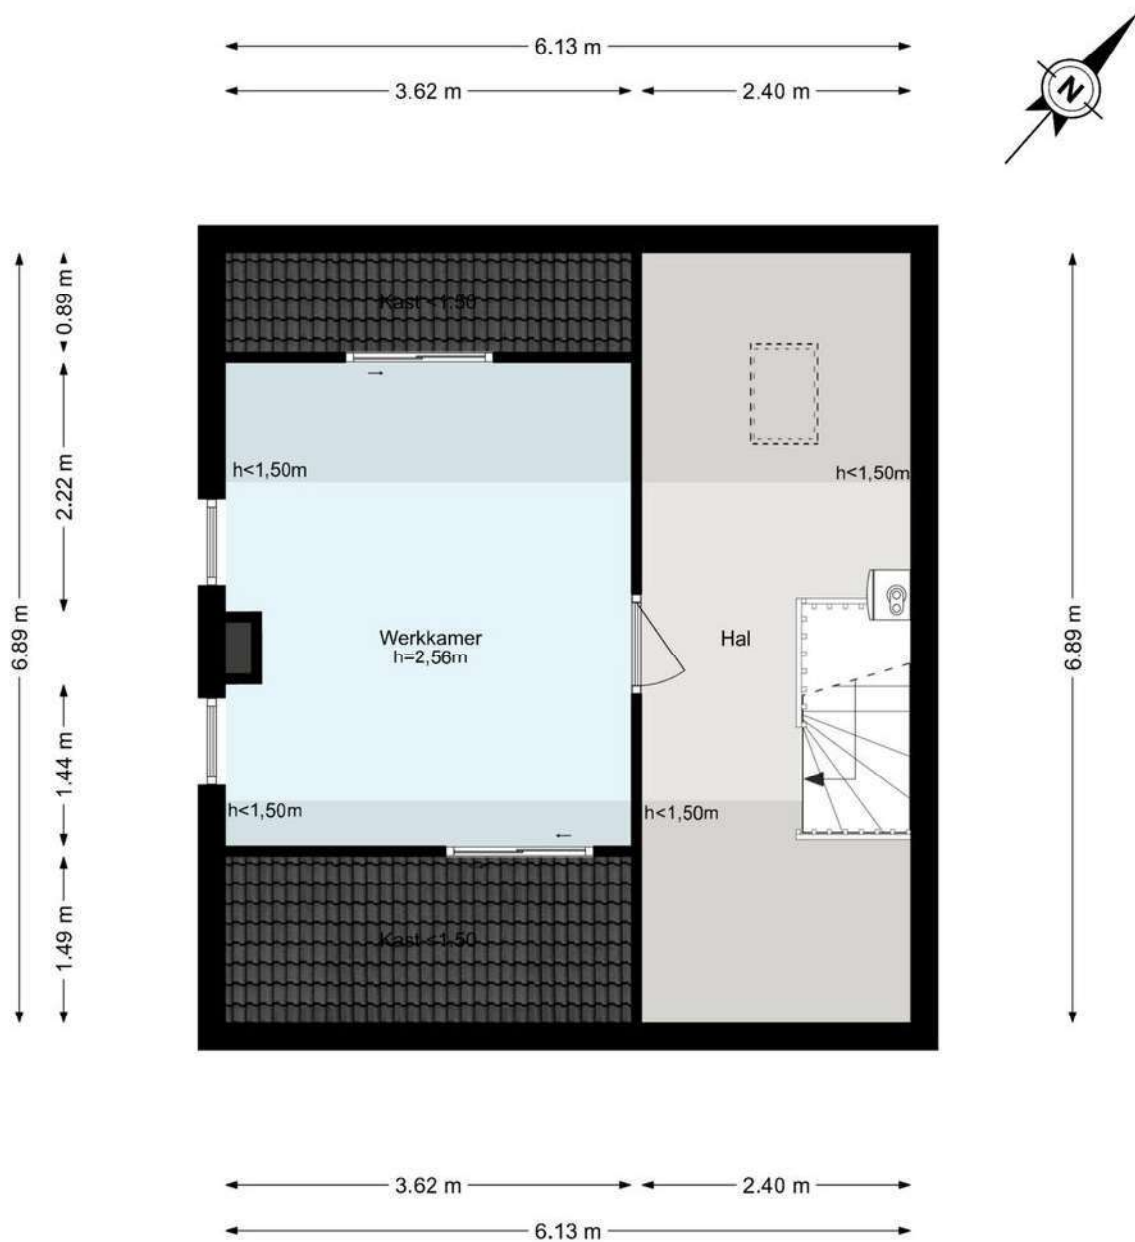 6.13 m
3.62 m
2.40 m
N
0.89 m
2.22 m
6.89 m
1.44 m
1.49 m
6.89 m
Kast <1.50
h<1,50m
h<1,50m
Werkkamer
h=2,56m
Hal
h<1,50m
h<1,50m
Kast <1.50
3.62 m
2.40 m
6.13 m